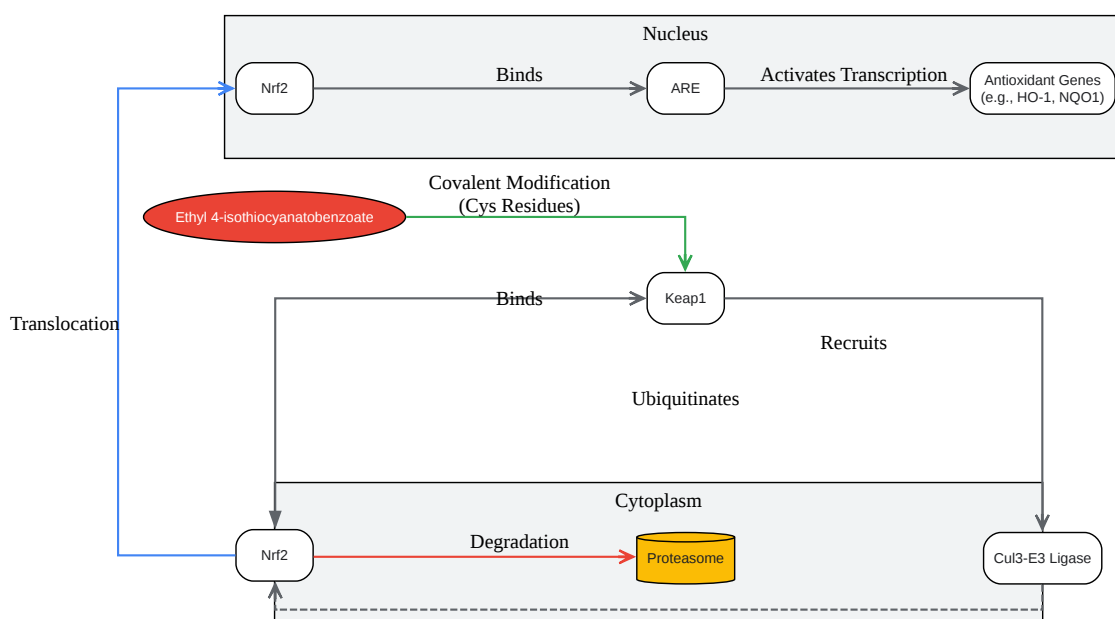 Nucleus
Nrf2
Binds
ARE
Activates Transcription
Antioxidant Genes
(e.g., HO-1, NQO1)
Covalent Modification
(Cys Residues)
Ethyl 4-isothiocyanatobenzoate
Binds
Keap1
Translocation
Recruits
Ubiquitinates
Cytoplasm
Nrf2
Degradation
Proteasome
Cul3-E3 Ligase